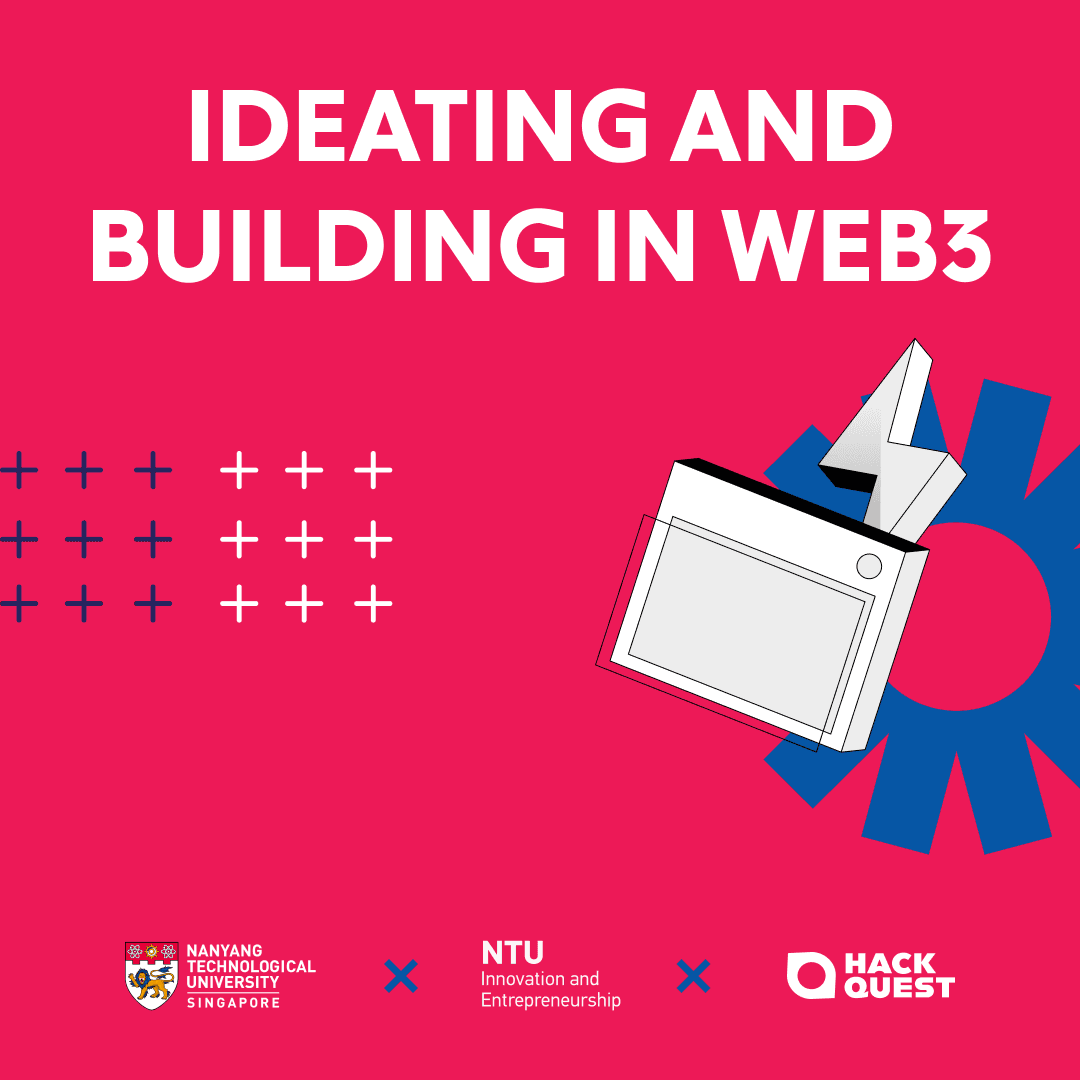 IDEATING AND
BUILDING IN WEB3
NANYANG
TECHNOLOGICAL
UNIVERSITY
SINGAPORE
NTU
Innovation and
Entrepreneurship
HACK
QUEST